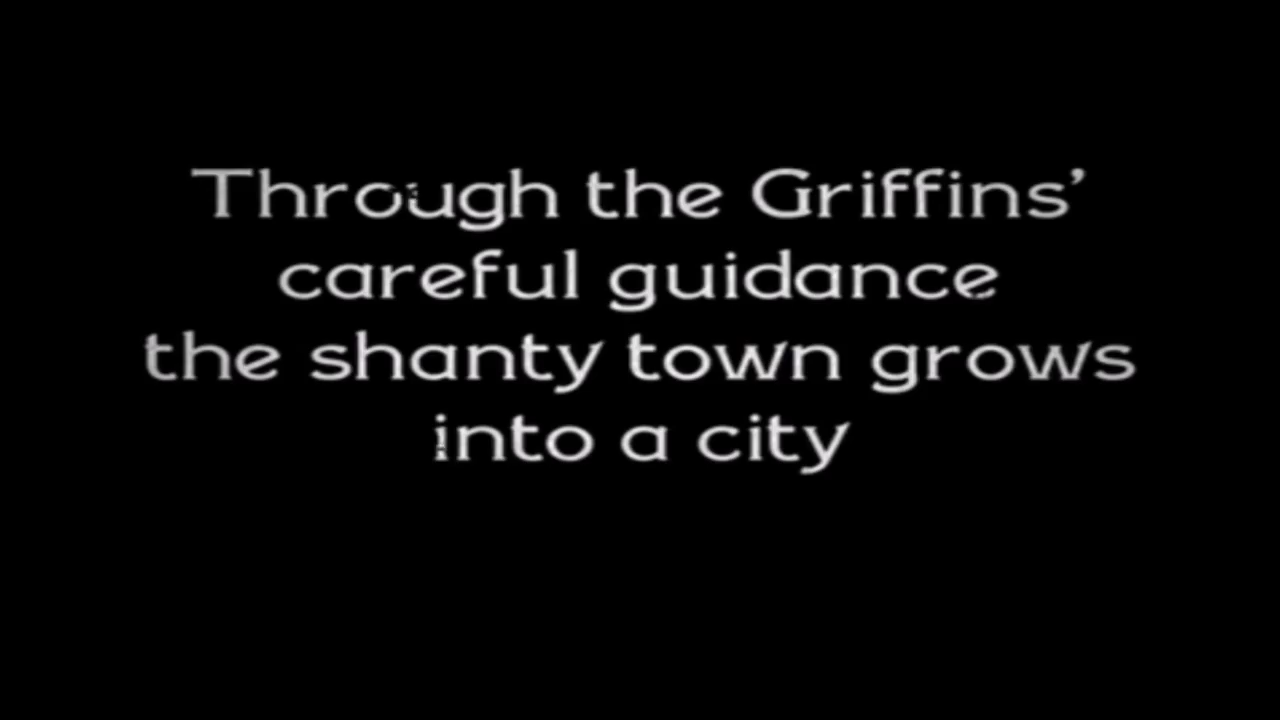 Through the Griffins’
careful guidance
the shanty town grows
into a city